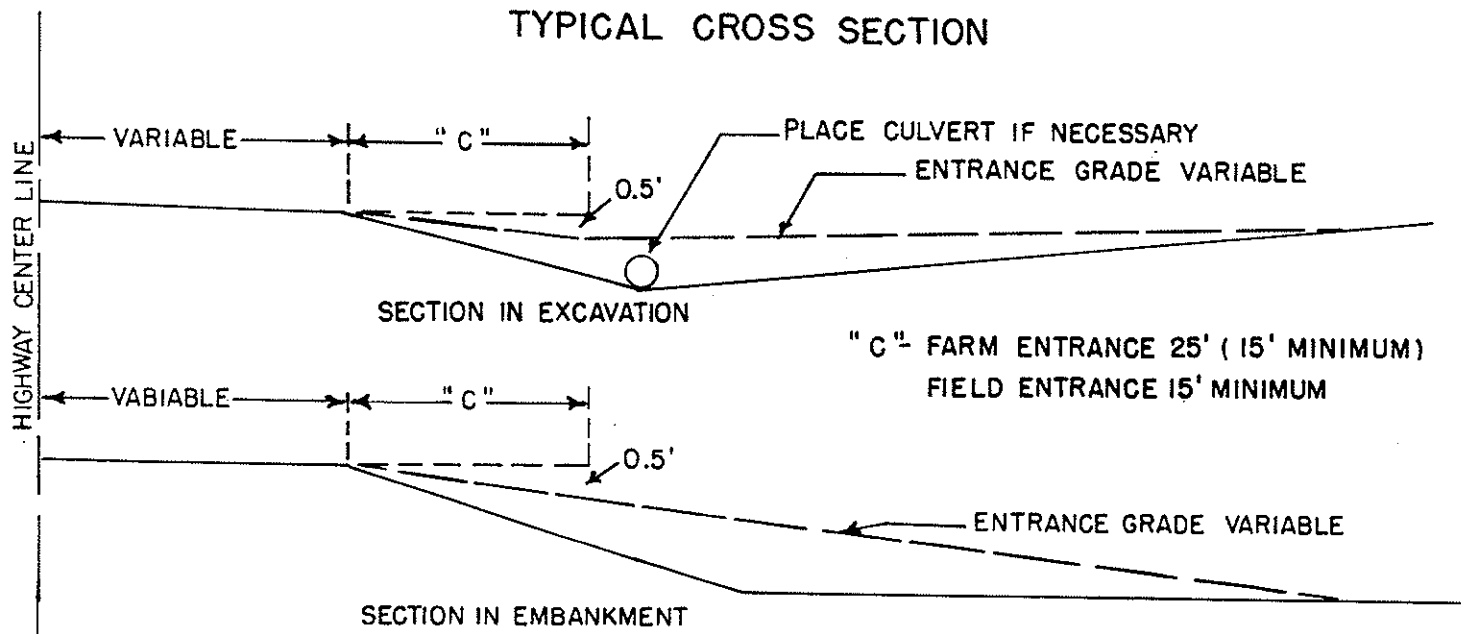 TYPICAL CROSS SECTION
HIGHWAY CENTER LINE
VARIABLE
"C"
PLACE CULVERT IF NECESSARY
ENTRANCE GRADE VARIABLE
0.5'
SECTION IN EXCAVATION
"C"- FARM ENTRANCE 25' (15' MINIMUM)
FIELD ENTRANCE 15' MINIMUM
VABIABLE
"C"
0.5'
ENTRANCE GRADE VARIABLE
SECTION IN EMBANKMENT